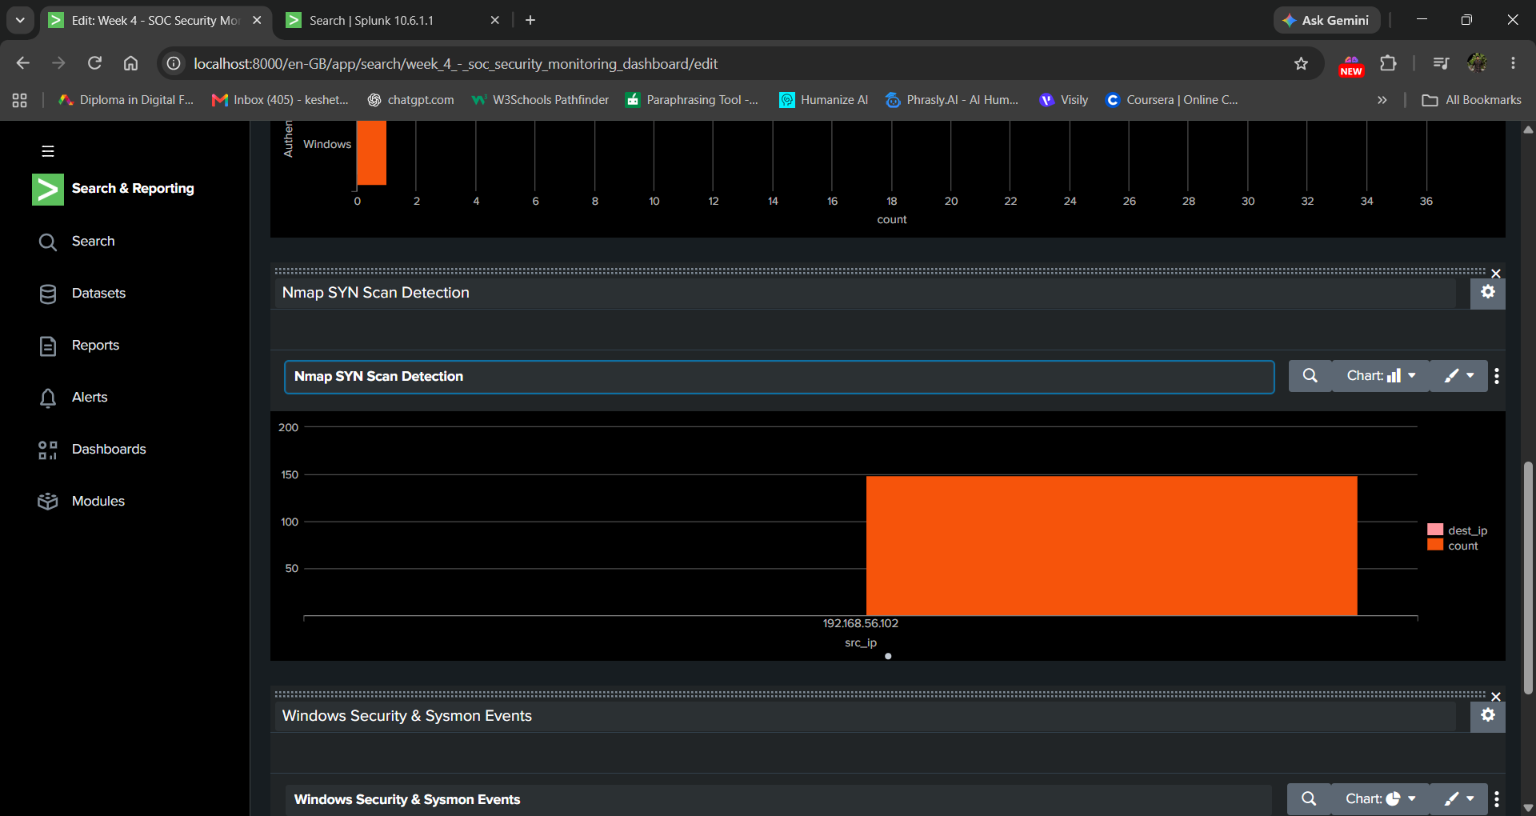 Edit: Week 4 - SOC Security Mo
Search | Splunk 10.6.1.1
Ask Gemini
localhost:8000/en-GB/app/search/week_4_-_soc_security_monitoring_dashboard/edit
NEW
Diploma in Digital F...
Inbox (405) - keshet...
chatgpt.com
W3Schools Pathfinder
Paraphrasing Tool -...
Humanize AI
Phrasly.AI - AI Hum...
Visily
Coursera | Online C...
All Bookmarks
Search & Reporting
Search
Datasets
Reports
Alerts
Dashboards
Modules
Authen
Windows
0 2 4 6 8 10 12 14 16 18 20 22 24 26 28 30 32 34 36
count
Nmap SYN Scan Detection
Nmap SYN Scan Detection
Chart:
200
150
100
50
dest_ip
count
192.168.56.102
src_ip
Windows Security & Sysmon Events
Windows Security & Sysmon Events
Chart: